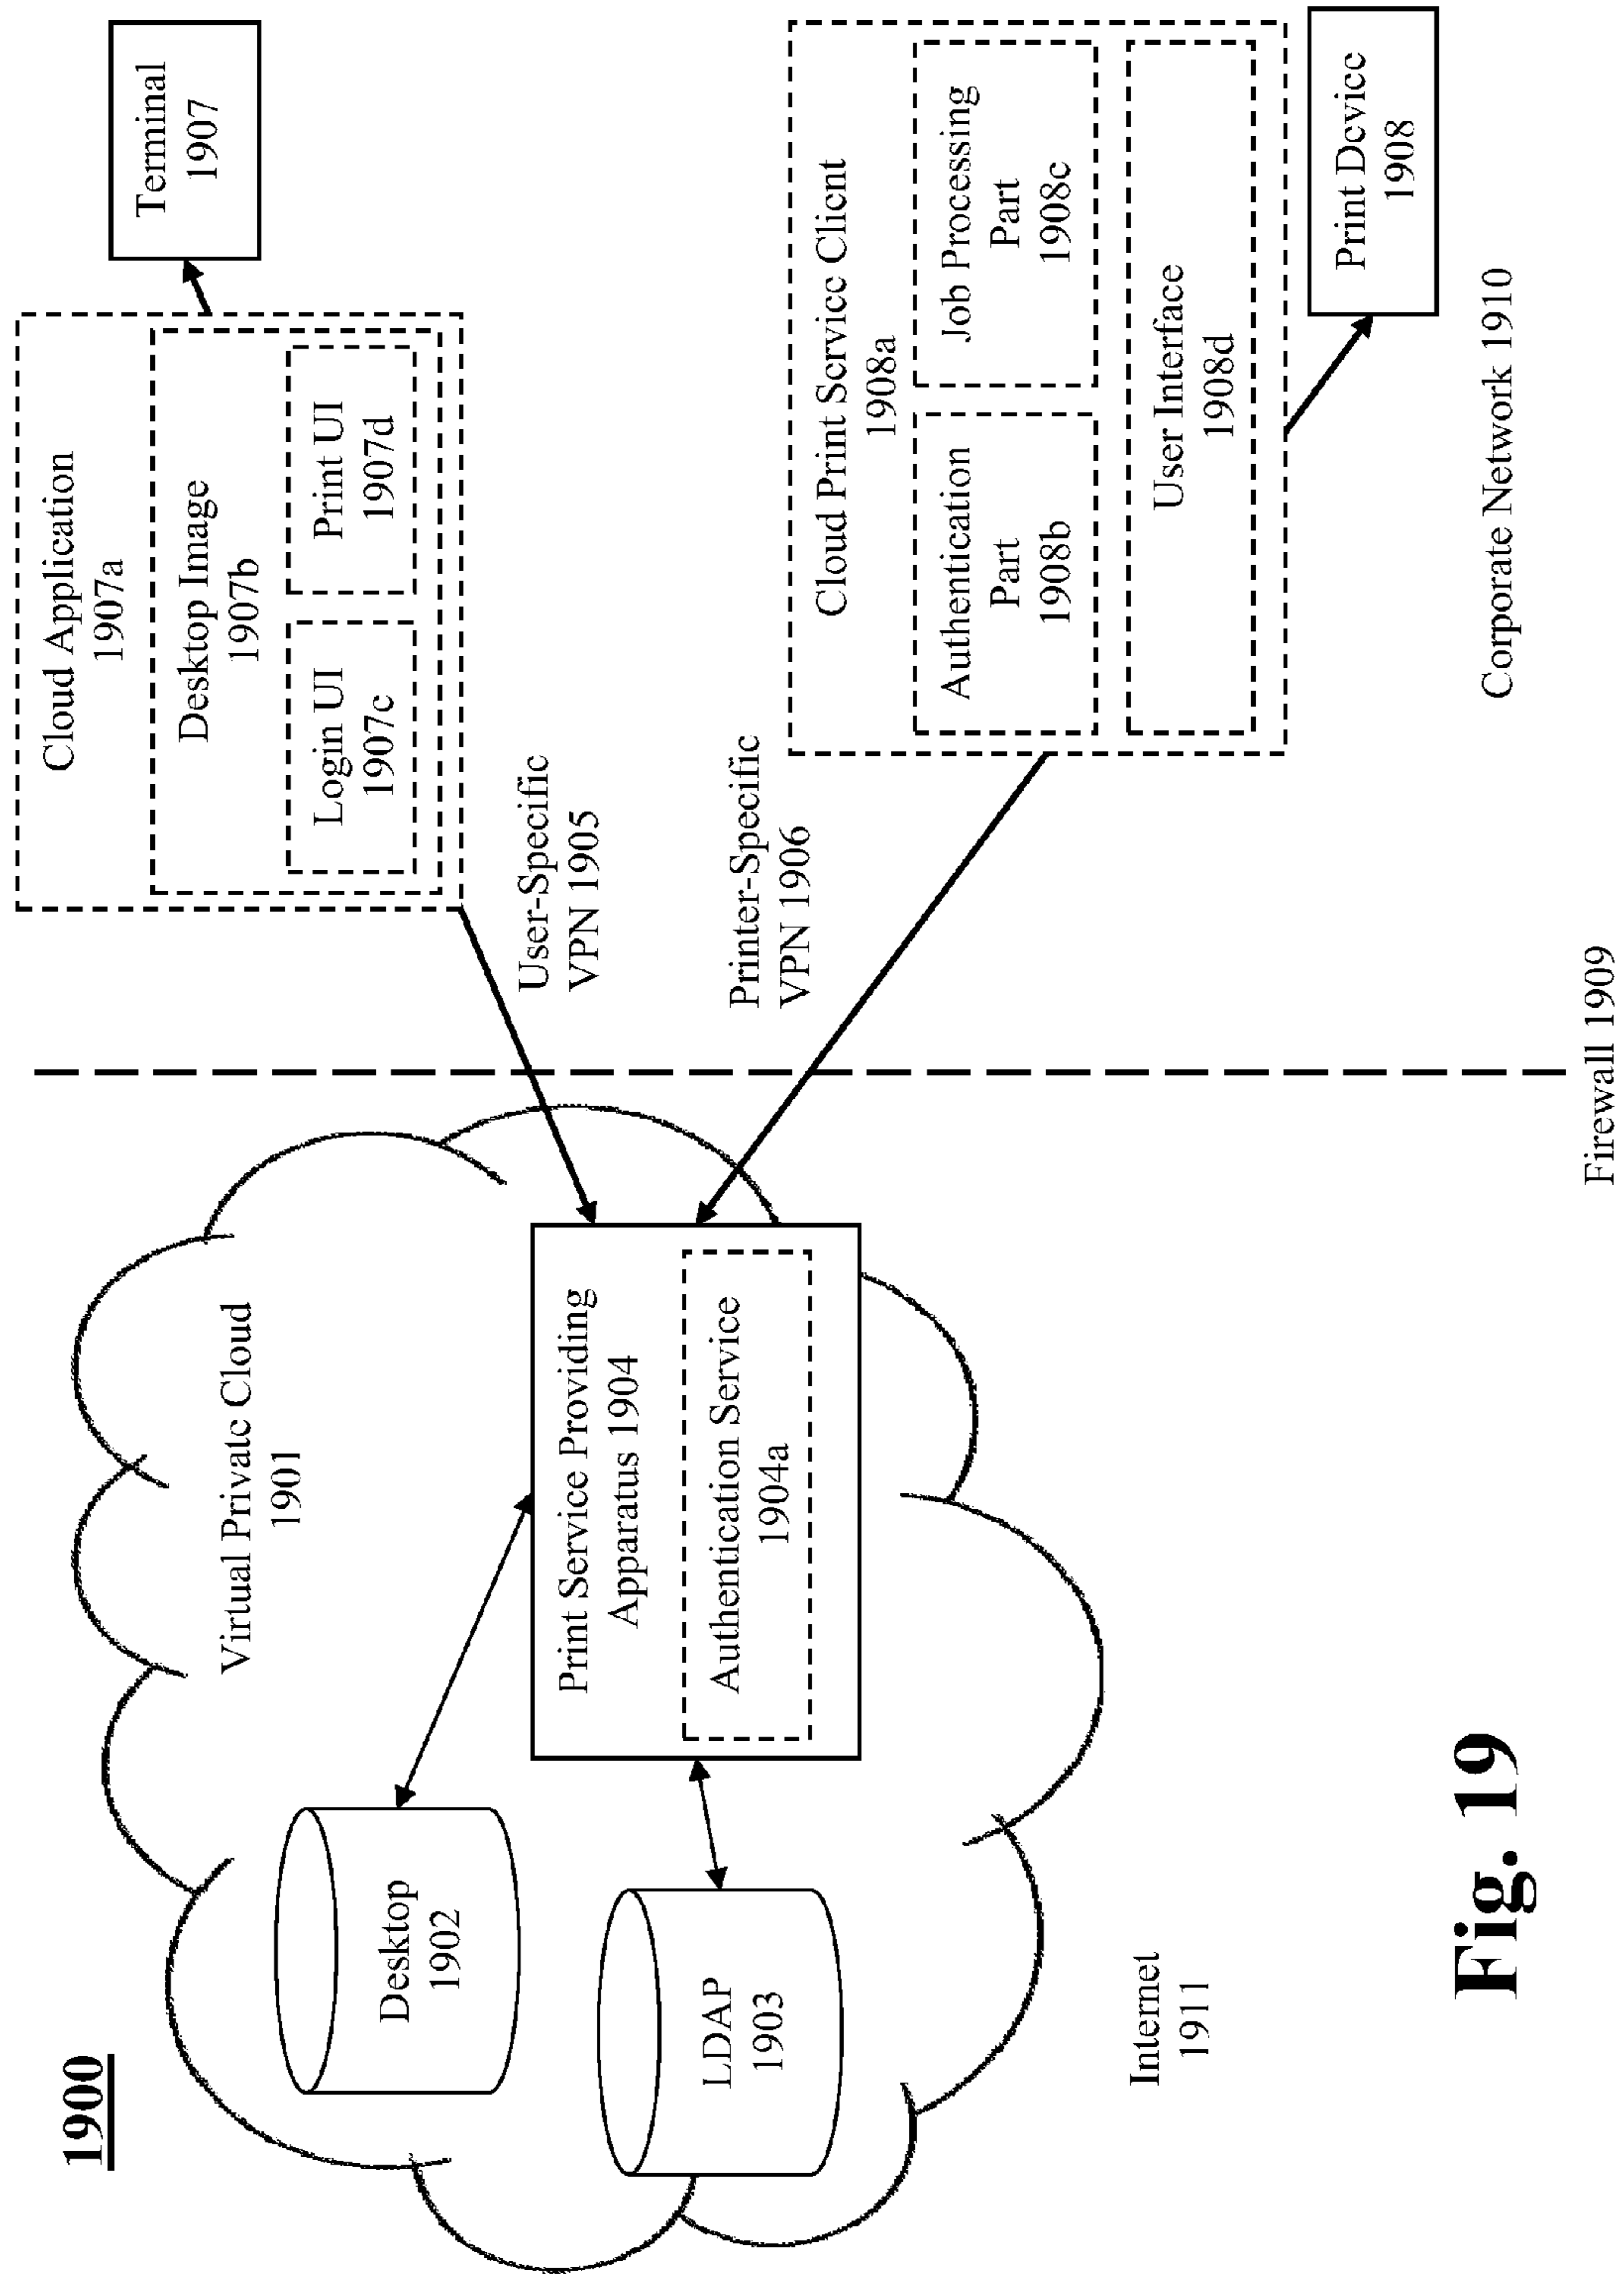 1900
Virtual Private Cloud
1901
Desktop
1902
LDAP
1903
Print Service Providing
Apparatus 1904
Authentication Service
1904a
Internet
1911
User-Specific
VPN 1905
Printer-Specific
VPN 1906
Firewall 1909
Cloud Application
1907a
Desktop Image
1907b
Login UI
1907c
Print UI
1907d
Terminal
1907
Cloud Print Service Client
1908a
Authentication
Part
1908b
Job Processing
Part
1908c
User Interface
1908d
Print Device
1908
Corporate Network 1910
Fig. 19